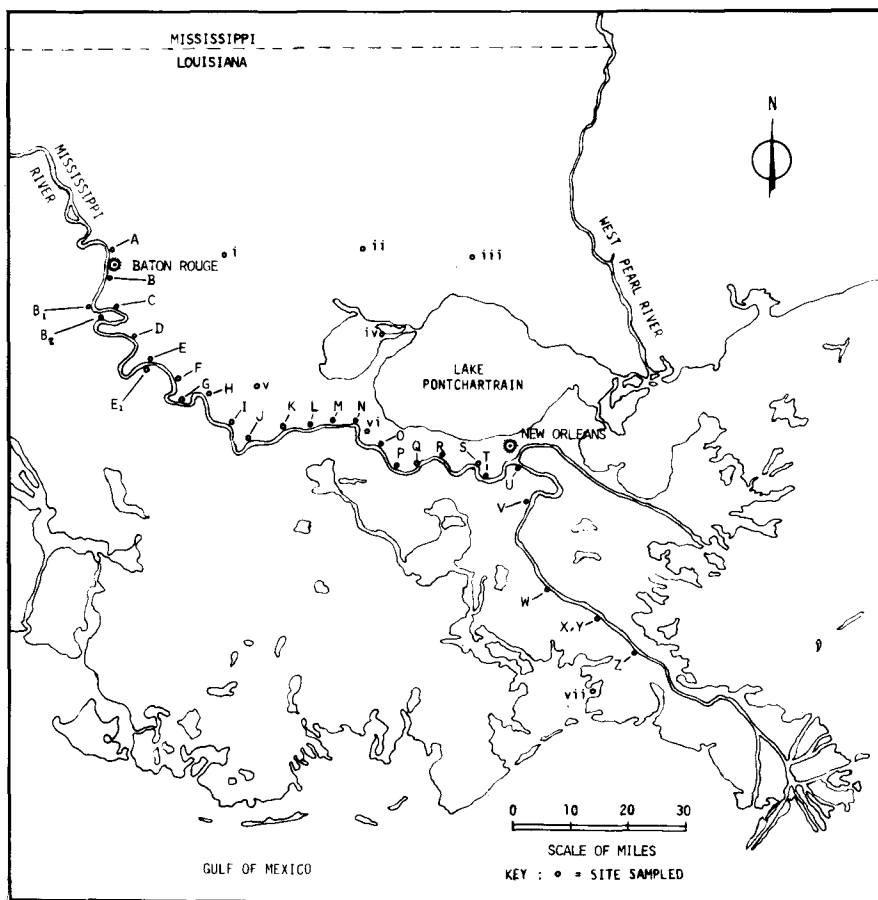 MISSISSIPPI
LOUISIANA
N
MISSISSIPPI
RIVER
WEST PEARL RIVER
A
i
ii
iii
BATON ROUGE
B
B₁
C
B₂
D
iv
E
E₁
F
LAKE
PONTCHARTRAIN
G
H
v
I
J
K
L
M
N
vi
O
NEW ORLEANS
P
Q
R
S
T
U
V
W
X,Y
Z
vii
0 10 20 30
SCALE OF MILES
GULF OF MEXICO
KEY : o = SITE SAMPLED